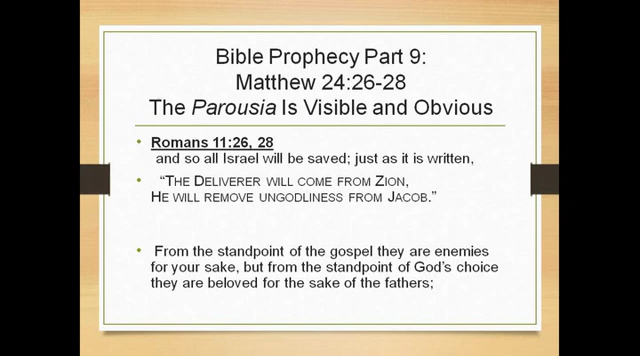 Bible Prophecy Part 9:
Matthew 24:26-28
The Parousia Is Visible and Obvious
• Romans 11:26, 28
and so all Israel will be saved; just as it is written,
• “THE DELIVERER WILL COME FROM ZION,
HE WILL REMOVE UNGODLINESS FROM JACOB.”
• From the standpoint of the gospel they are enemies
for your sake, but from the standpoint of God’s choice
they are beloved for the sake of the fathers;